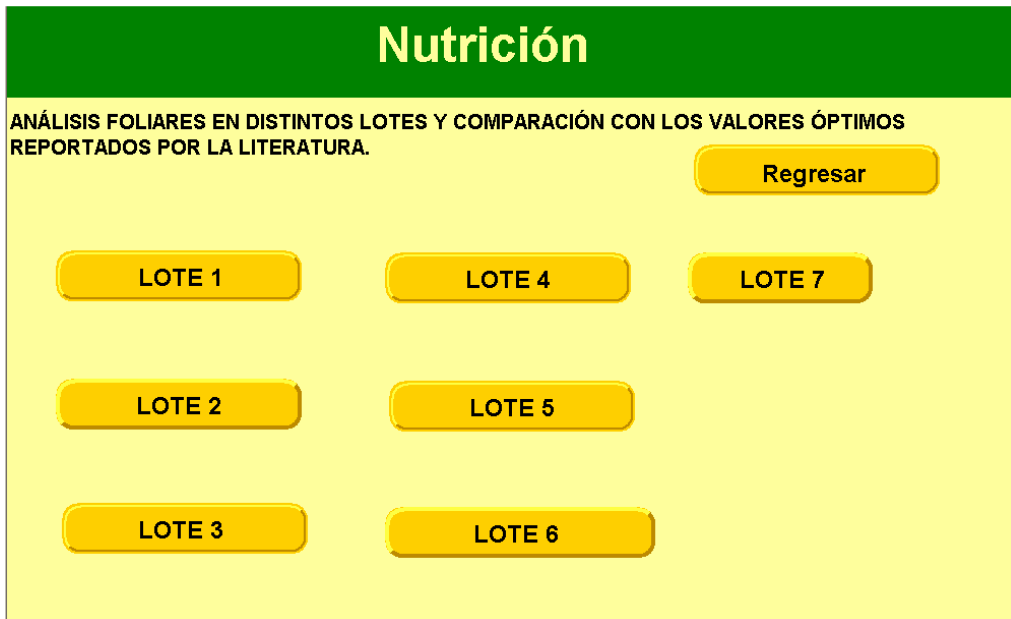 Nutrición
ANÁLISIS FOLIARES EN DISTINTOS LOTES Y COMPARACIÓN CON LOS VALORES ÓPTIMOS
REPORTADOS POR LA LITERATURA.
Regresar
LOTE 1
LOTE 4
LOTE 7
LOTE 2
LOTE 5
LOTE 3
LOTE 6